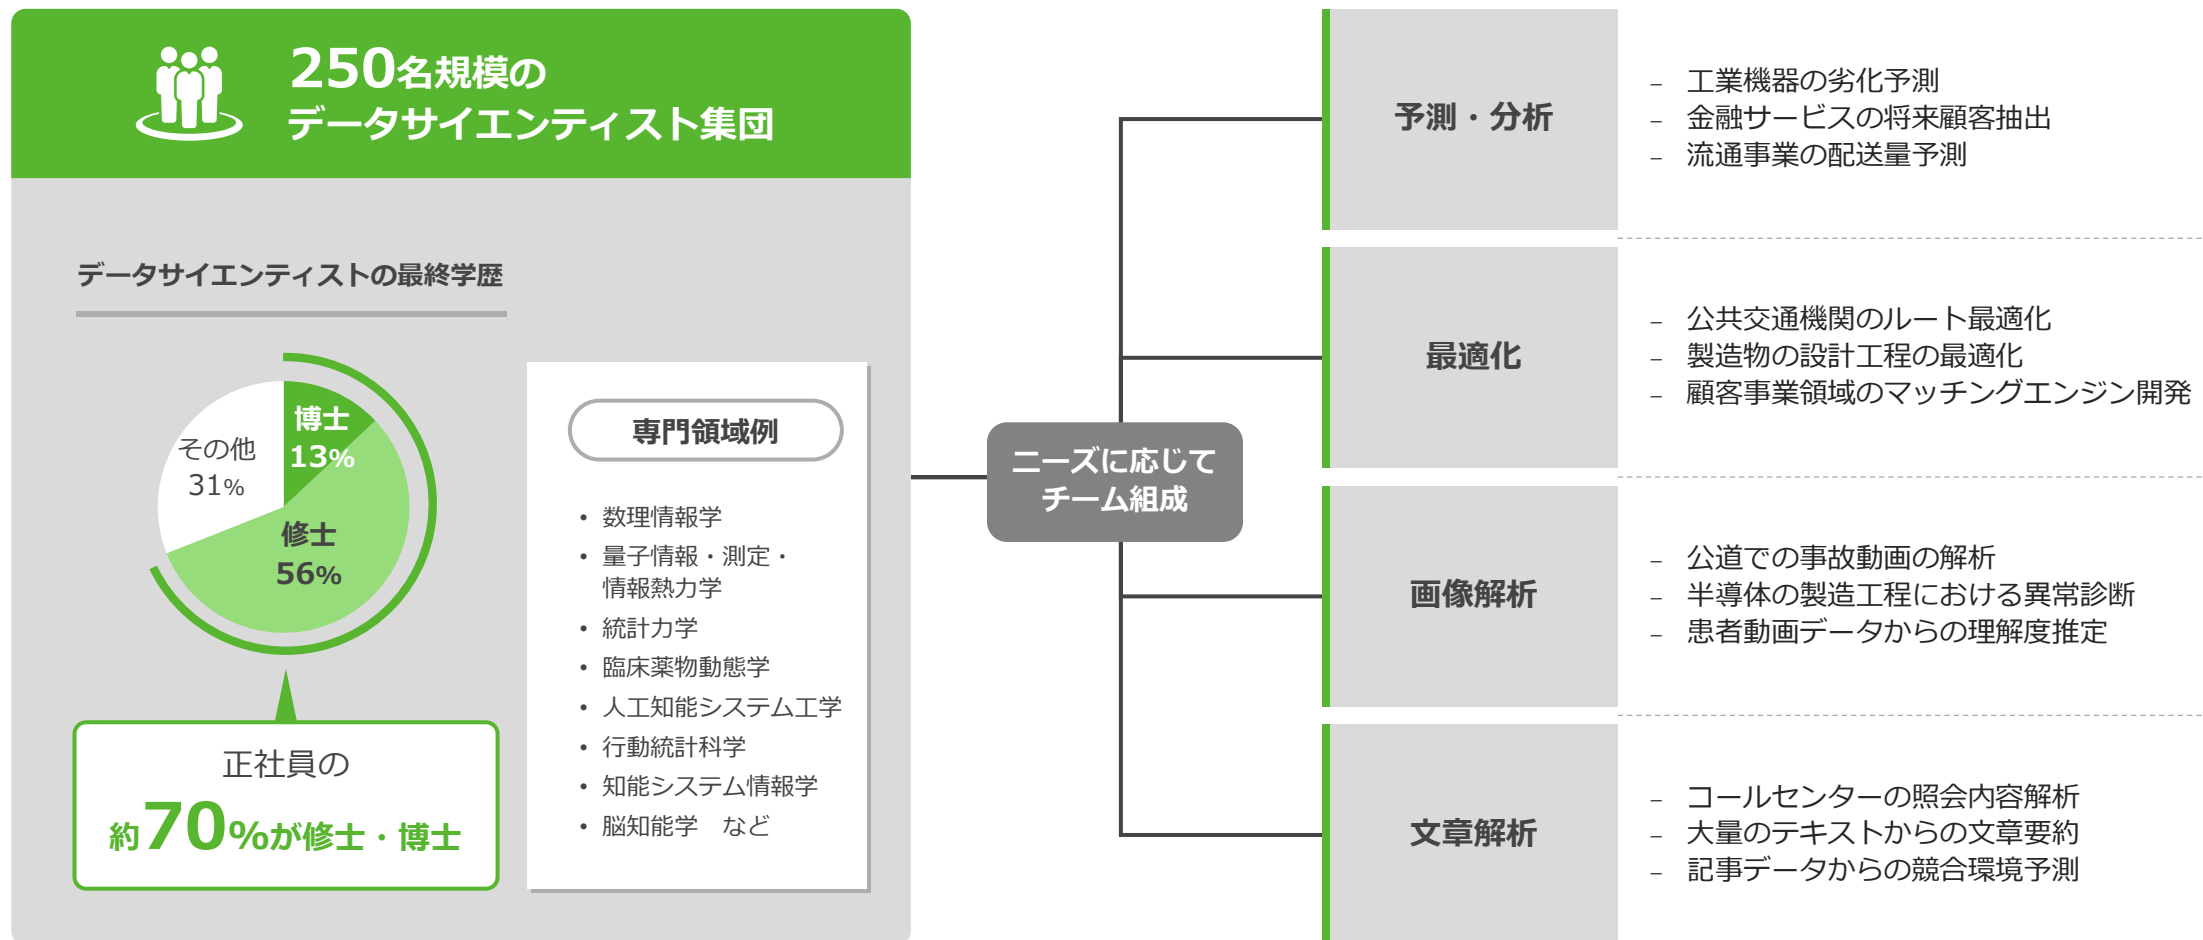 250名規模の
データサイエンティスト集団
データサイエンティストの最終学歴
博士
13%
その他
31%
修士
56%
正社員の
約70%が修士・博士
専門領域例
• 数理情報学
• 量子情報・測定・
情報熱力学
• 統計力学
• 臨床薬物動態学
• 人工知能システム工学
• 行動統計科学
• 知能システム情報学
• 脳知能学　など
ニーズに応じて
チーム組成
予測・分析
– 工業機器の劣化予測
– 金融サービスの将来顧客抽出
– 流通事業の配送量予測
最適化
– 公共交通機関のルート最適化
– 製造物の設計工程の最適化
– 顧客事業領域のマッチングエンジン開発
画像解析
– 公道での事故動画の解析
– 半導体の製造工程における異常診断
– 患者動画データからの理解度推定
文章解析
– コールセンターの照会内容解析
– 大量のテキストからの文章要約
– 記事データからの競合環境予測